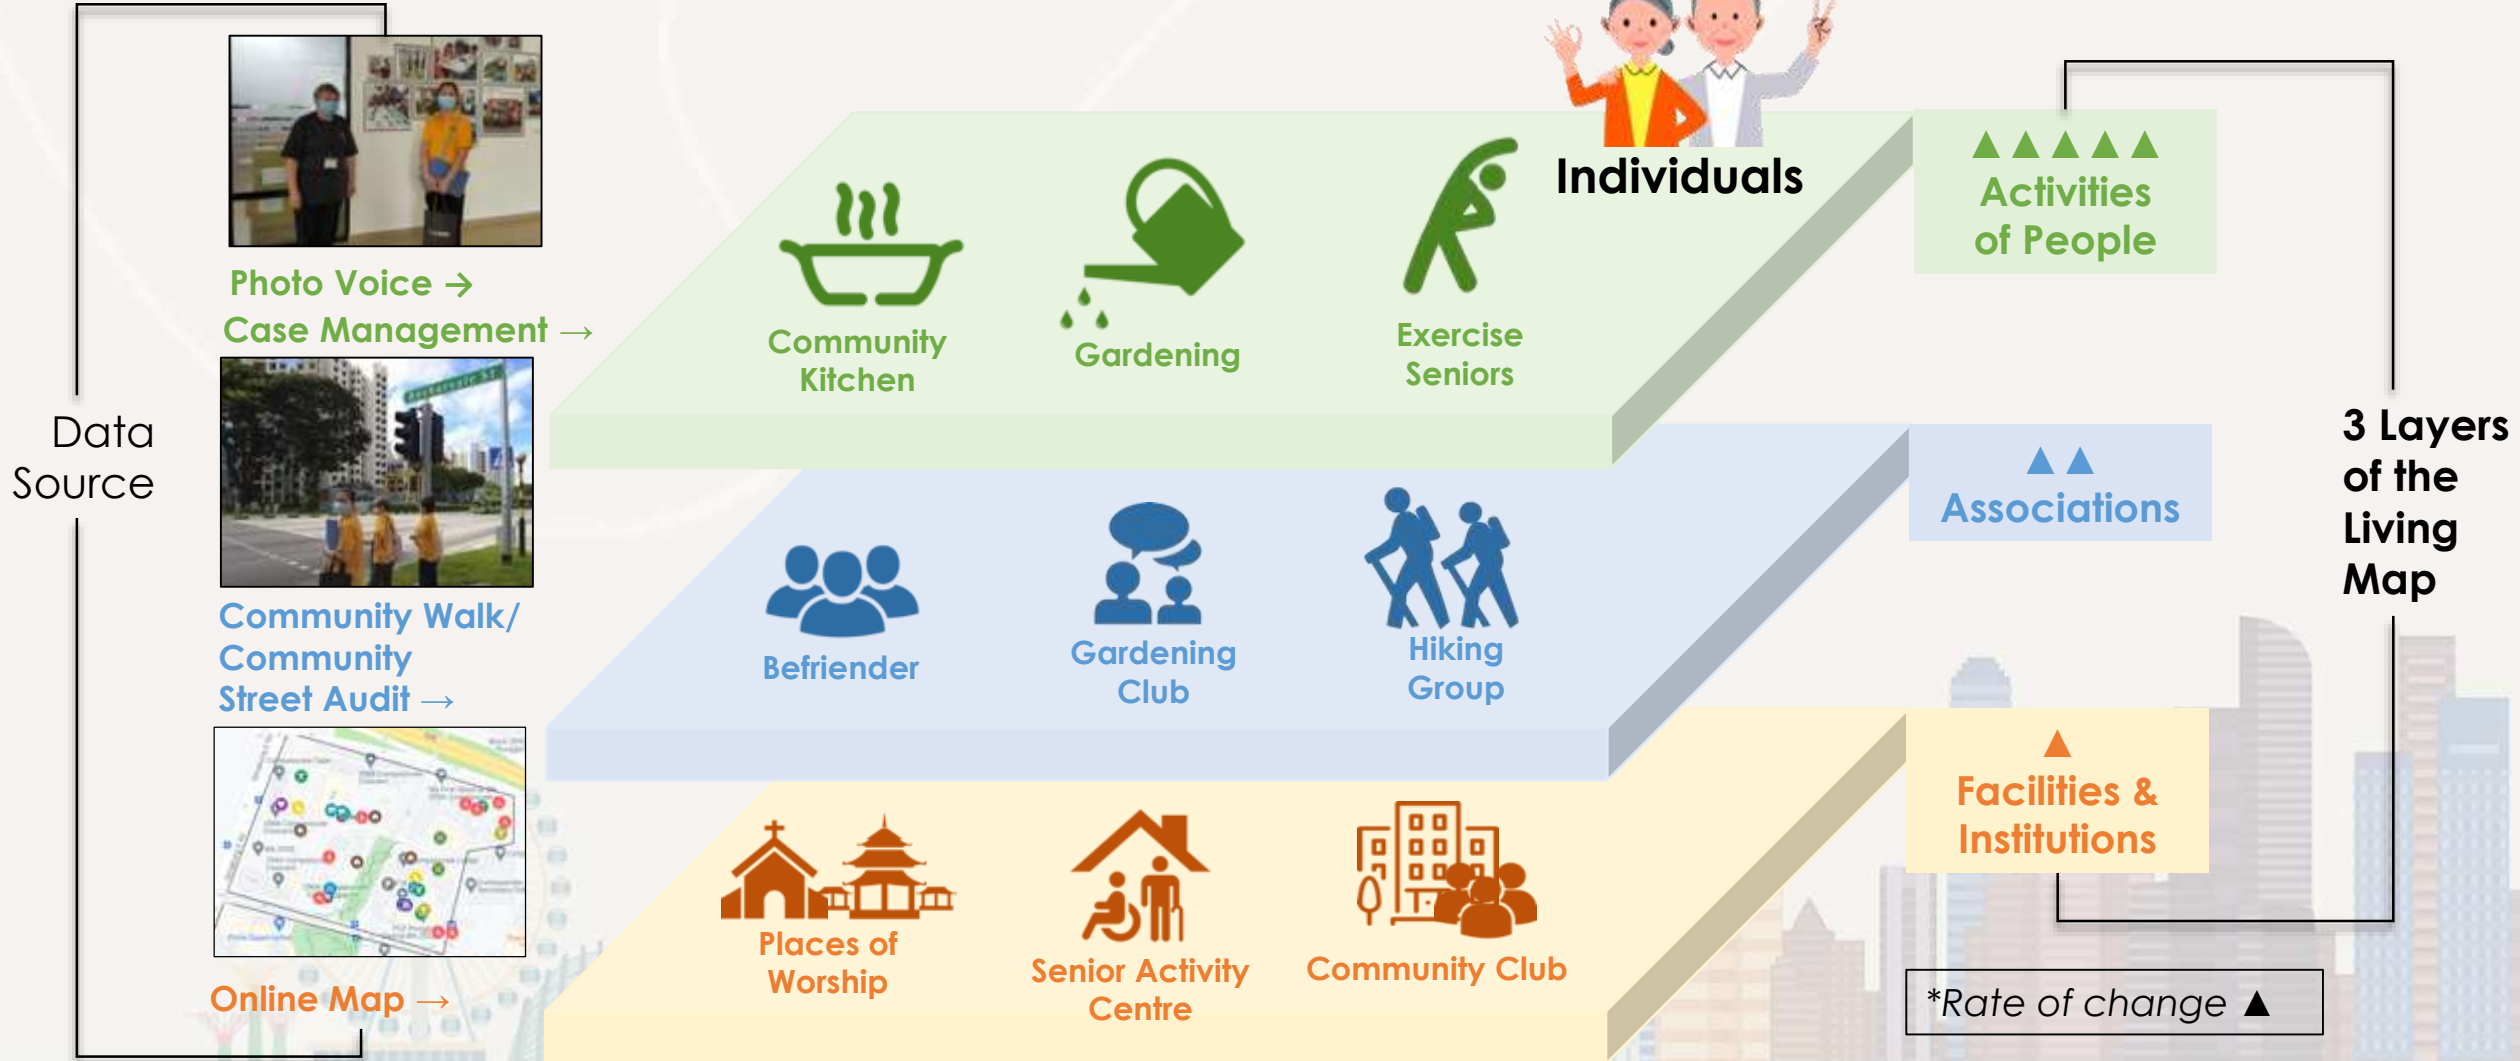 Data
Source
Photo Voice →
Case Management →
Community Walk/
Community
Street Audit →
Online Map →
Individuals
Community
Kitchen
Gardening
Exercise
Seniors
▲▲▲▲▲
Activities
of People
Befriender
Gardening
Club
Hiking
Group
▲▲
Associations
Places of
Worship
Senior Activity
Centre
Community Club
▲
Facilities &
Institutions
3 Layers
of the
Living
Map
*Rate of change ▲